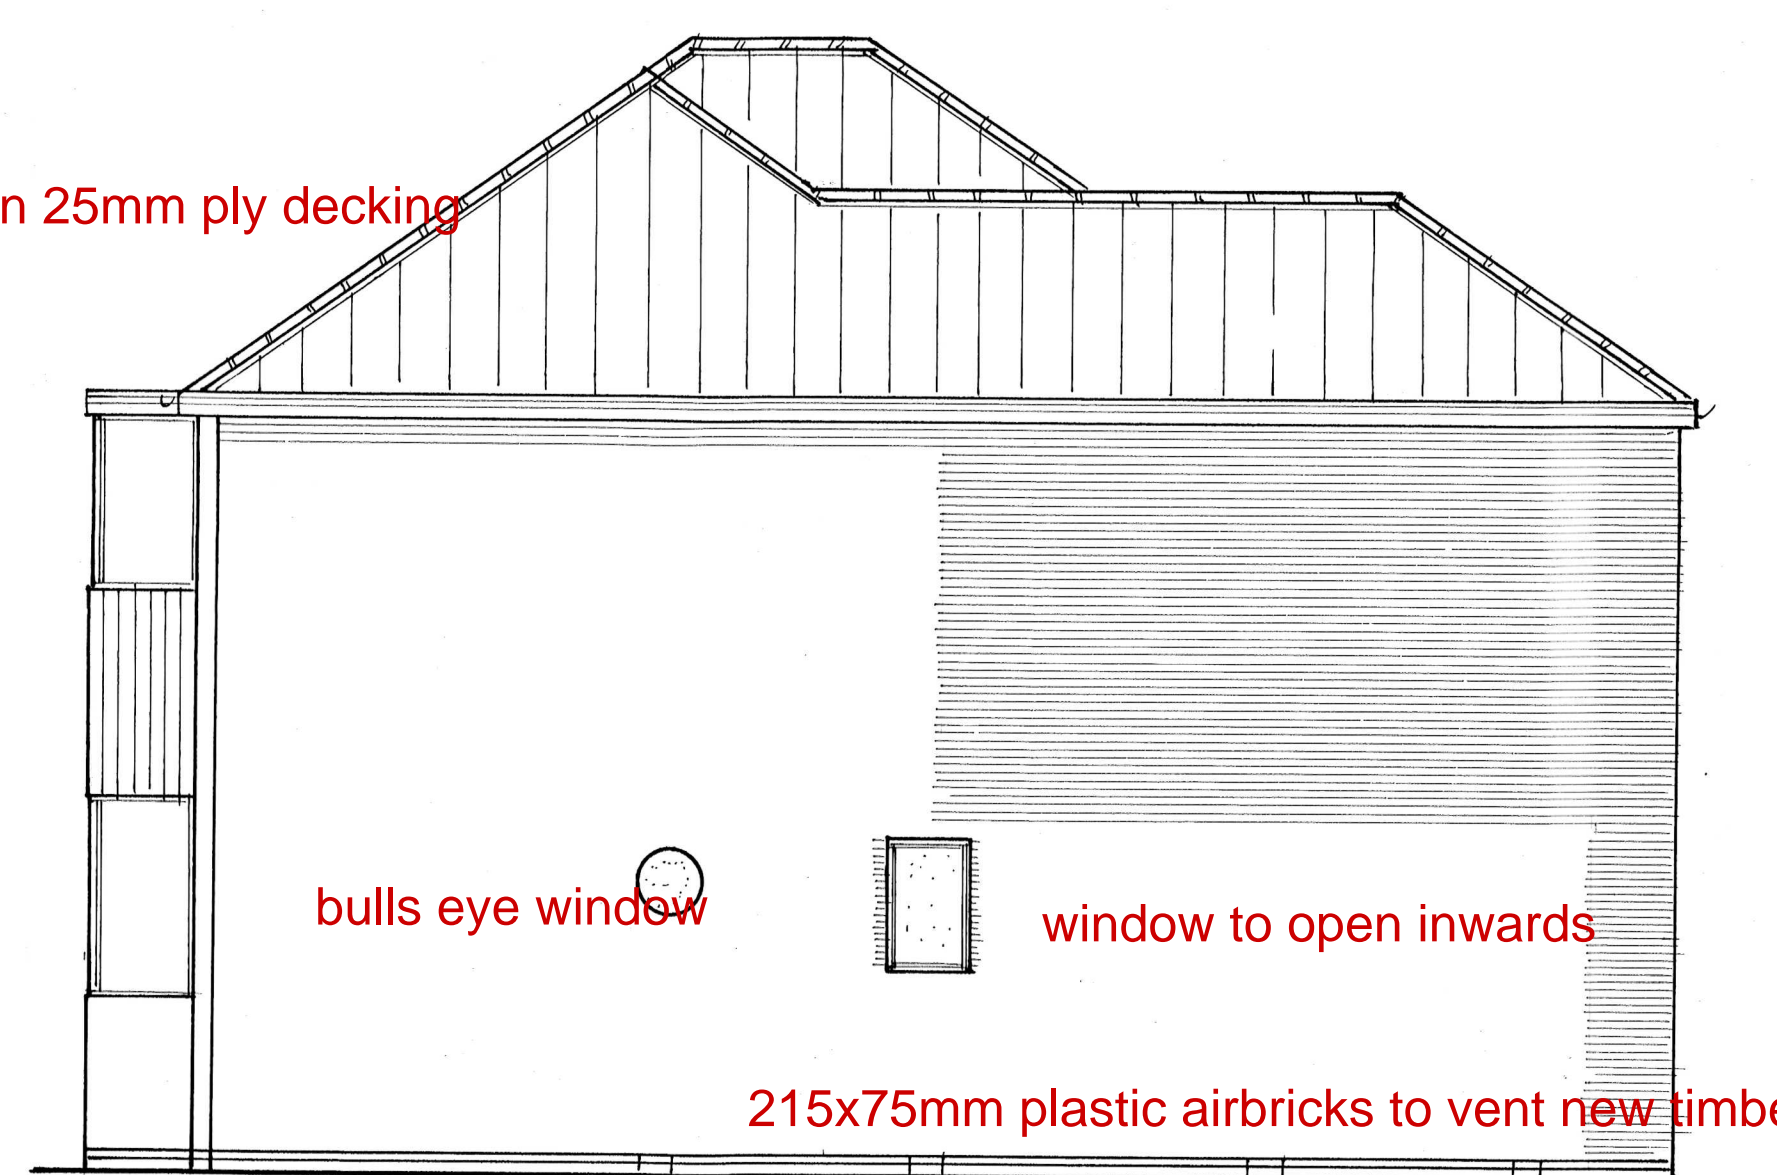 n 25mm ply decking
bulls eye window
window to open inwards
215x75mm plastic airbricks to vent new timbe